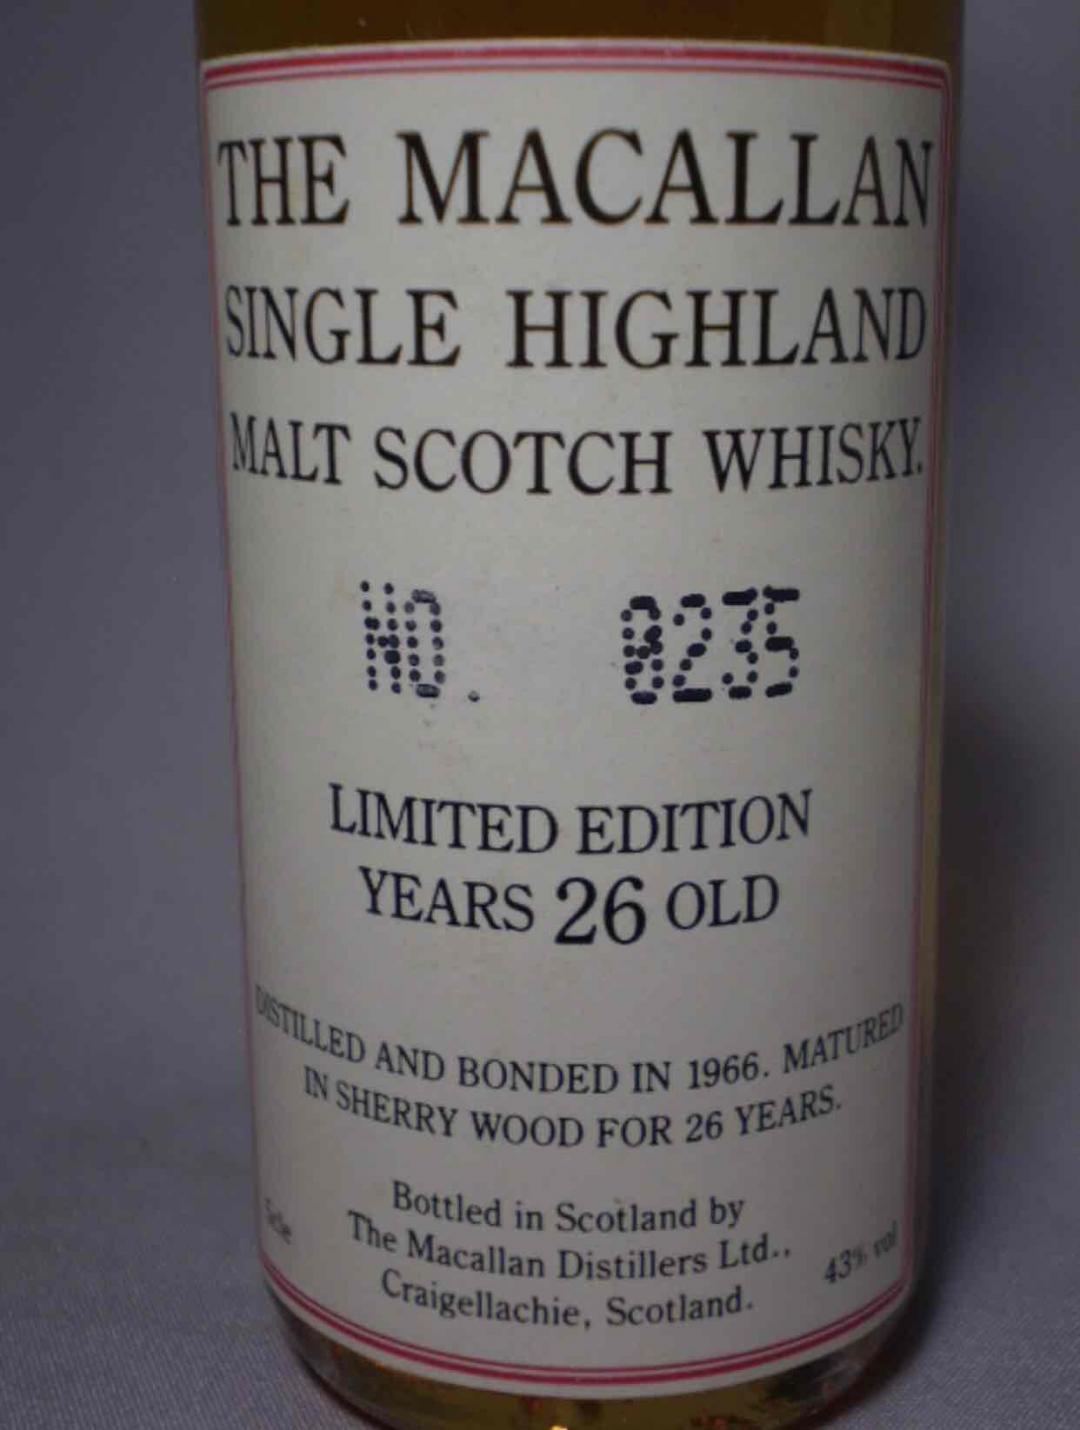 THE MACALLAN
SINGLE HIGHLAND
MALT SCOTCH WHISKY.
NO. 0235
LIMITED EDITION
YEARS 26 OLD
DISTILLED AND BONDED IN 1966. MATURED
IN SHERRY WOOD FOR 26 YEARS.
Bottled in Scotland by
The Macallan Distillers Ltd.,
Craigellachie, Scotland.
43% vol